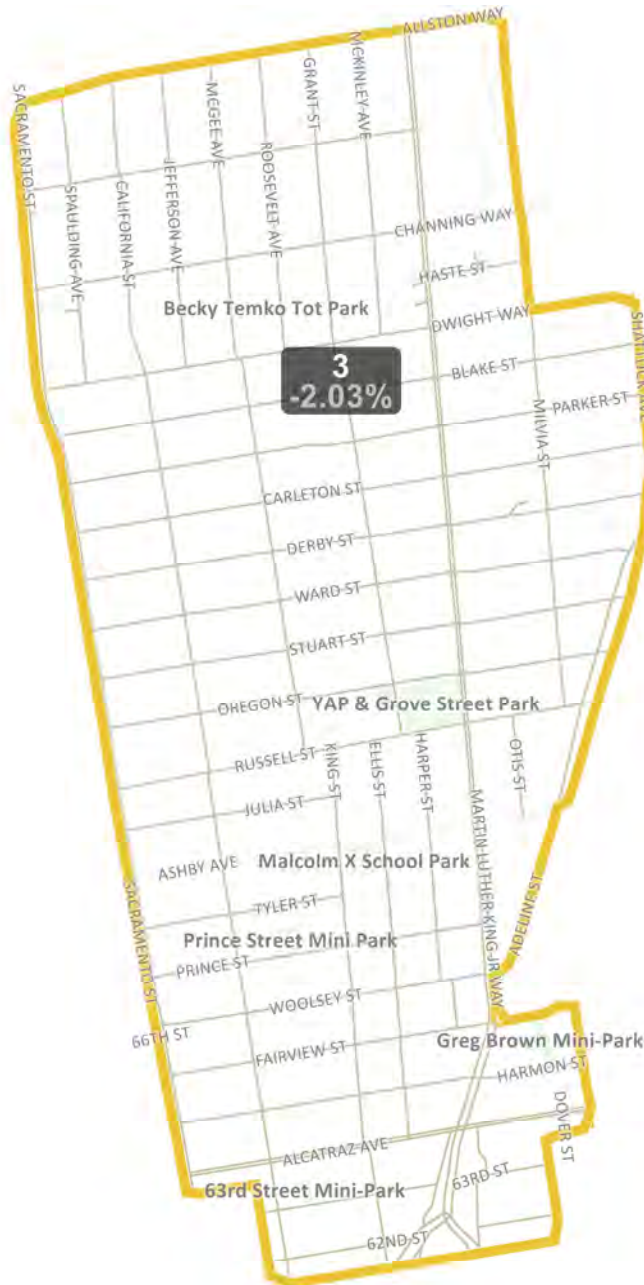 ALLSTON WAY
MCKINLEY AVE
GRANT ST
MCGEE AVE
ROOSEVELT AVE
SACRAMENTO ST
JEFFERSON AVE
CALIFORNIA ST
SPAULDING AVE
CHANNING WAY
HASTE ST
Becky Temko Tot Park
DWIGHT WAY
SHATTUCK AVE
3
-2.03%
BLAKE ST
PARKER ST
MILVIA ST
CARLETON ST
DERBY ST
WARD ST
STUART ST
OREGON ST
YAP & Grove Street Park
RUSSELL ST
KING ST
ELLIS ST
HARPER ST
OTIS ST
JULIA ST
MARTIN LUTHER KING JR WAY
ASHBY AVE
Malcolm X School Park
SACRAMENTO ST
TYLER ST
ADELINE ST
Prince Street Mini Park
PRINCE ST
WOOLSEY ST
66TH ST
Greg Brown Mini-Park
FAIRVIEW ST
HARMON ST
DOVER ST
ALCATRAZ AVE
63RD ST
63rd Street Mini-Park
62ND ST